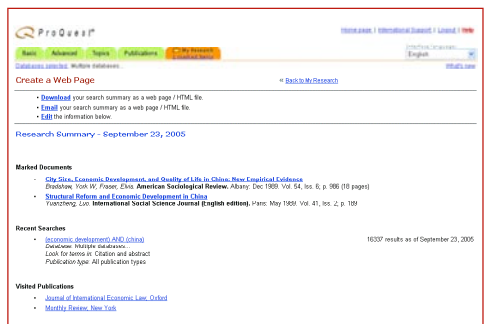 ProQuest®
Home page | International Support | Logout | Help
Interface language:
Basic Advanced Topics Publications My Research
English
Databases selected: Multiple databases...
What's new
Create a Web Page
« Back to My Research
• Download your search summary as a web page / HTML file.
• Email your search summary as a web page / HTML file.
• Edit the information below.
Research Summary - September 23, 2005
Marked Documents
- City Size, Economic Development, and Quality of Life in China: New Empirical Evidence
Bradshaw, York W, Fraser, Elvis. American Sociological Review. Albany: Dec 1989. Vol. 54, Iss. 6; p. 986 (18 pages)
• Structural Reform and Economic Development in China
Yuanzheng, Luo. International Social Science Journal (English edition). Paris: May 1989. Vol. 41, Iss. 2; p. 189
Recent Searches
• (economic development) AND (china)
16337 results as of September 23, 2005
Database: Multiple databases...
Look for terms in: Citation and abstract
Publication type: All publication types
Visited Publications
• Journal of International Economic Law; Oxford
• Monthly Review; New York